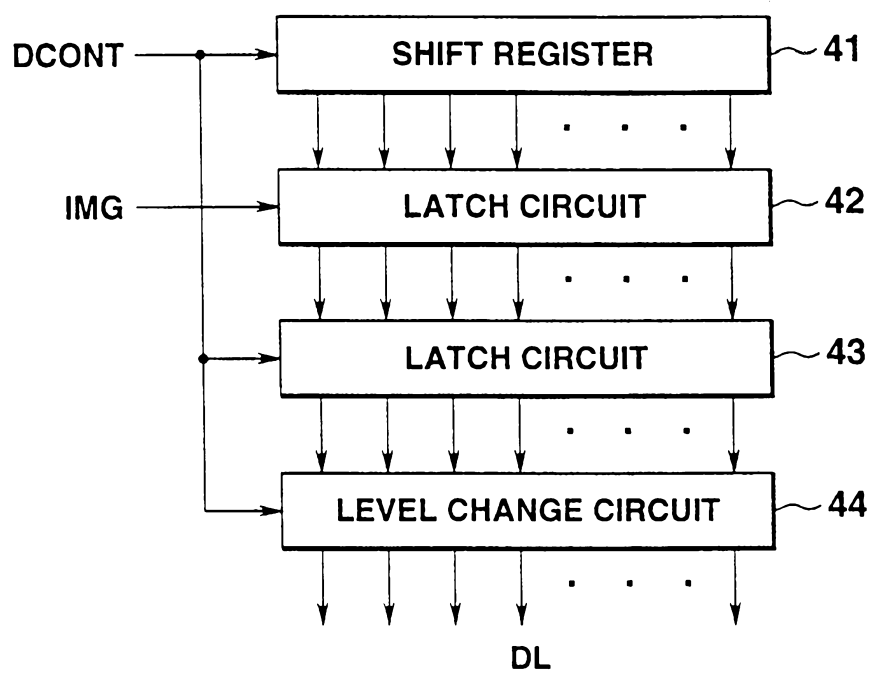 DCONT
SHIFT REGISTER
41
IMG
LATCH CIRCUIT
42
LATCH CIRCUIT
43
LEVEL CHANGE CIRCUIT
44
DL